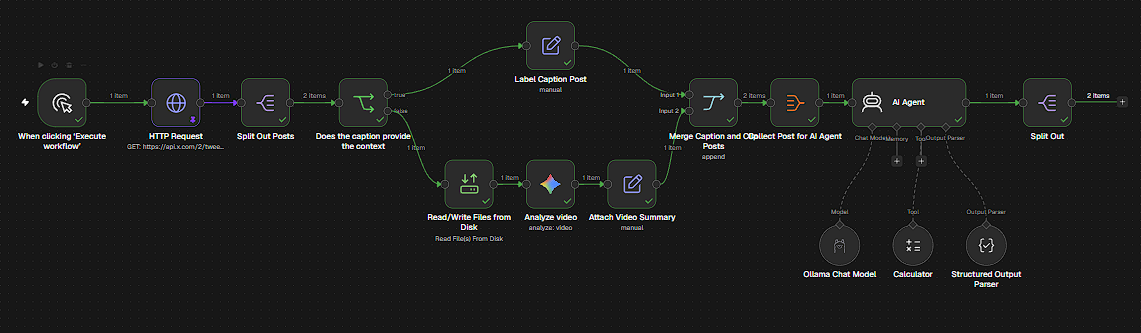 1 item
Label Caption Post
manual
1 item
true
false
1 item
1 item
2 items
Input 1
Input 2
2 items
1 item
AI Agent
1 item
2 items
When clicking 'Execute
workflow'
HTTP Request
GET: https://api.x.com/2/twee...
Split Out Posts
Does the caption provide
the context
Merge Caption and
Posts
append
Post for AI Agent
Chat Model
Memory
Tool
Output Parser
Split Out
1 item
1 item
Read/Write Files from
Disk
Read File(s) From Disk
1 item
Analyze video
analyze: video
1 item
Attach Video Summary
manual
Model
Tool
Output Parser
Ollama Chat Model
Calculator
Structured Output
Parser